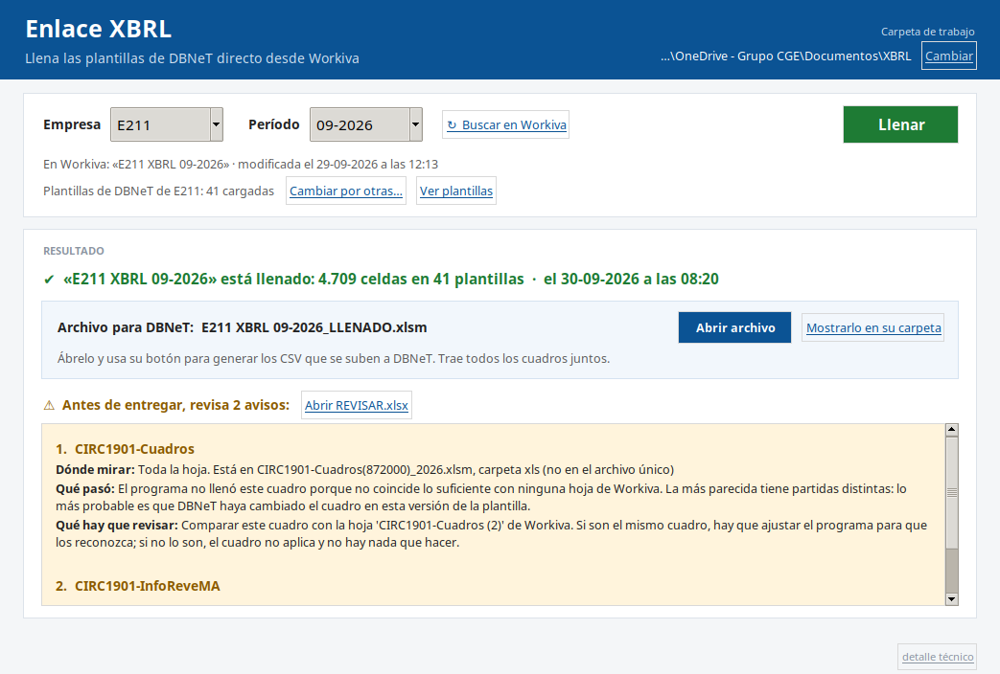 Enlace XBRL
Llena las plantillas de DBNeT directo desde Workiva
Carpeta de trabajo
...\OneDrive - Grupo CGE\Documentos\XBRL Cambiar
Empresa E211 Período 09-2026 ↻ Buscar en Workiva Llenar
En Workiva: «E211 XBRL 09-2026» · modificada el 29-09-2026 a las 12:13
Plantillas de DBNeT de E211: 41 cargadas Cambiar por otras... Ver plantillas
RESULTADO
✔ «E211 XBRL 09-2026» está llenado: 4.709 celdas en 41 plantillas · el 30-09-2026 a las 08:20
Archivo para DBNeT: E211 XBRL 09-2026_LLENADO.xlsm Abrir archivo Mostrarlo en su carpeta
Ábrelo y usa su botón para generar los CSV que se suben a DBNeT. Trae todos los cuadros juntos.
⚠ Antes de entregar, revisa 2 avisos: Abrir REVISAR.xlsx
1. CIRC1901-Cuadros
Dónde mirar: Toda la hoja. Está en CIRC1901-Cuadros(872000)_2026.xlsm, carpeta xls (no en el archivo único)
Qué pasó: El programa no llenó este cuadro porque no coincide lo suficiente con ninguna hoja de Workiva. La más parecida tiene partidas distintas: lo
más probable es que DBNeT haya cambiado el cuadro en esta versión de la plantilla.
Qué hay que revisar: Comparar este cuadro con la hoja 'CIRC1901-Cuadros (2)' de Workiva. Si son el mismo cuadro, hay que ajustar el programa para que
los reconozca; si no lo son, el cuadro no aplica y no hay nada que hacer.
2. CIRC1901-InfoReveMA
detalle técnico